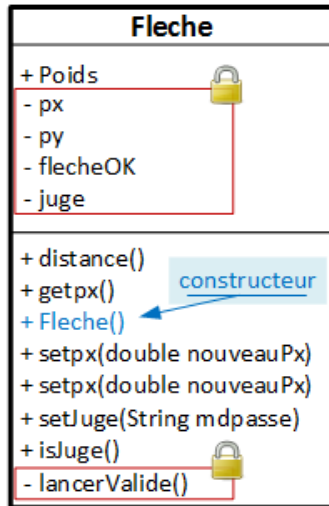 Fleche
+ Poids
- px
- py
- flecheOK
- juge
+ distance()
+ getpx()
constructeur
+ Fleche()
+ setpx(double nouveauPx)
+ setpx(double nouveauPx)
+ setJuge(String mdpasse)
+ isJuge()
- lancerValide()